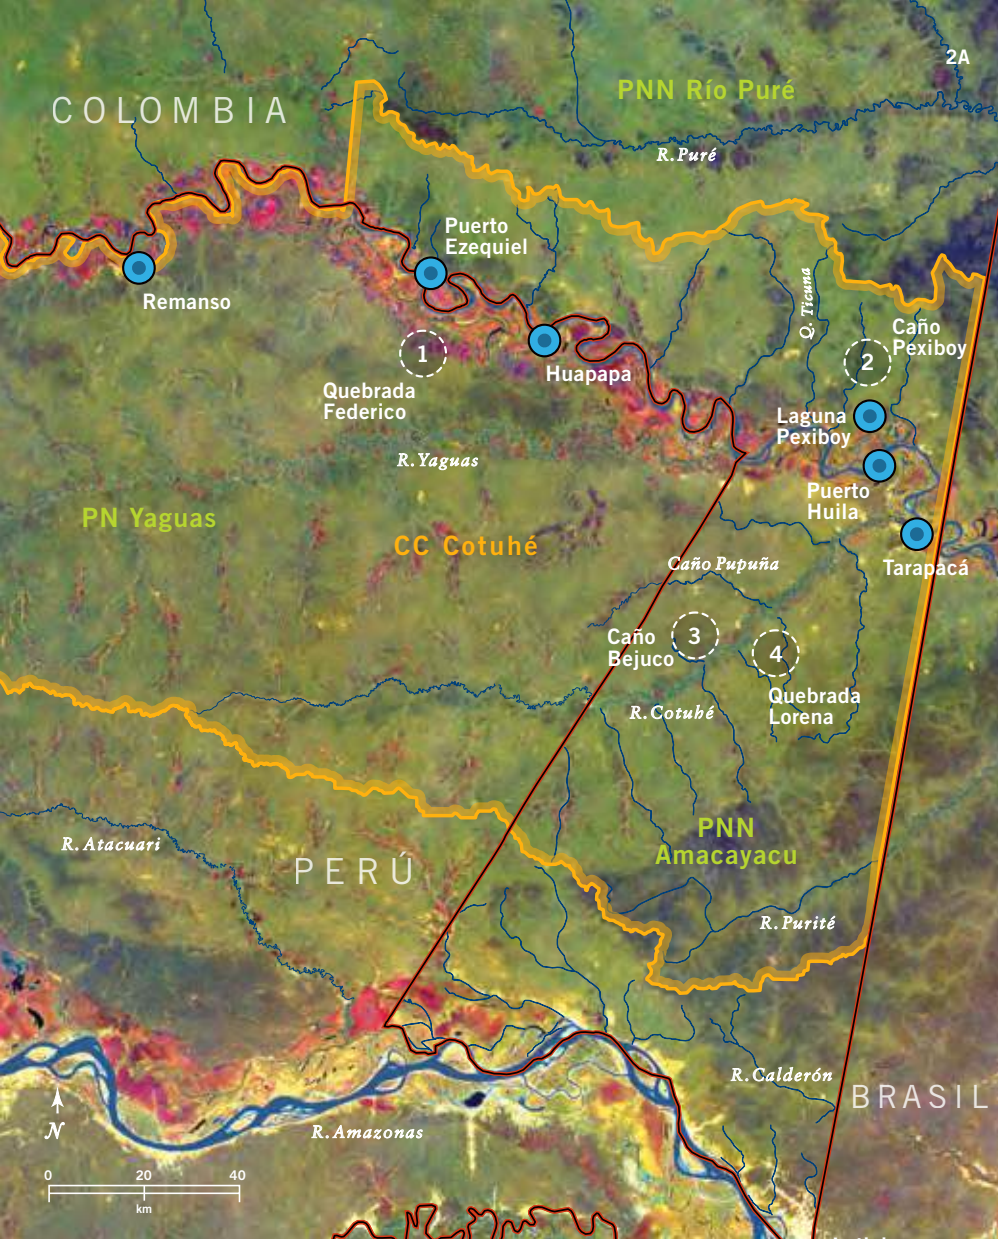 2A
PNN Río Puré
COLOMBIA
R. Puré
Puerto
Ezequiel
Remanso
Q. Ticuna
Caño
Pexiboy
2
1
Huapapa
Quebrada
Federico
Laguna
Pexiboy
R. Yaguas
Puerto
Huila
PN Yaguas
CC Cotuhé
Caño Pupuña
Tarapacá
Caño
Bejuco
3
4
Quebrada
Lorena
R. Cotuhé
PNN
Amacayacu
R. Atacuari
PERÚ
R. Purité
R. Calderón
BRASIL
N
R. Amazonas
0 20 40
km